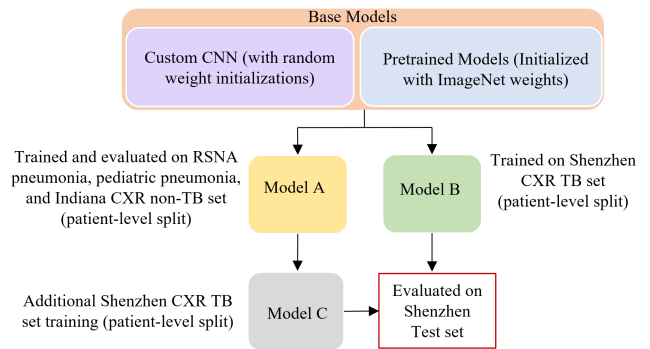 Base Models
Custom CNN (with random
weight initializations)
Pretrained Models (Initialized
with ImageNet weights)
Trained and evaluated on RSNA
pneumonia, pediatric pneumonia,
and Indiana CXR non-TB set
(patient-level split)
Model A
Model B
Trained on Shenzhen
CXR TB set
(patient-level split)
Additional Shenzhen CXR TB
set training (patient-level split)
Model C
Evaluated on
Shenzhen
Test set